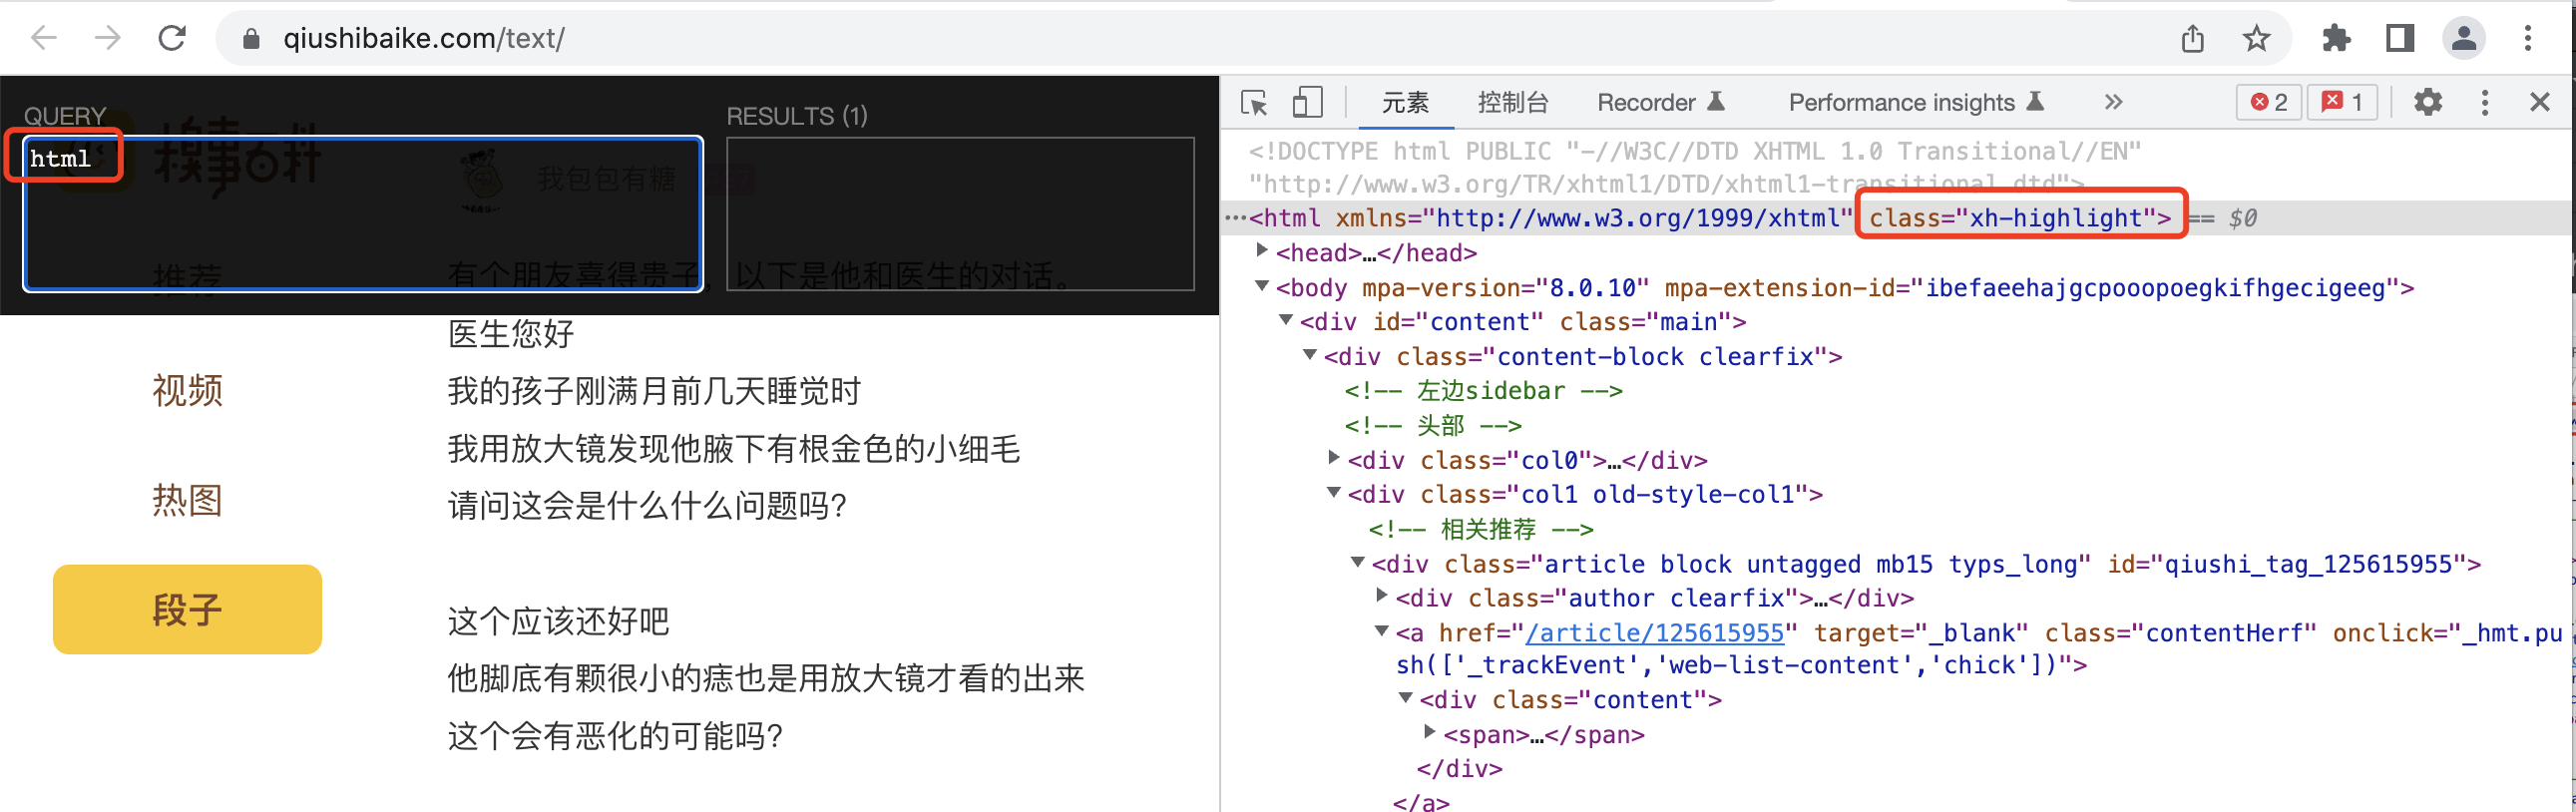 qiushibaike.com/text/
QUERY
html
RESULTS (1)
糗事百科
我包包有糖
推荐
有个朋友喜得贵子，以下是他和医生的对话。
医生您好
视频
我的孩子刚满月前几天睡觉时
我用放大镜发现他腋下有根金色的小细毛
热图
请问这会是什么什么问题吗?
段子
这个应该还好吧
他脚底有颗很小的痣也是用放大镜才看的出来
这个会有恶化的可能吗?
元素 控制台 Recorder Performance insights » 2 1
<!DOCTYPE html PUBLIC "-//W3C//DTD XHTML 1.0 Transitional//EN"
"http://www.w3.org/TR/xhtml1/DTD/xhtml1-transitional.dtd">
···<html xmlns="http://www.w3.org/1999/xhtml" class="xh-highlight"> == $0
<head>…</head>
<body mpa-version="8.0.10" mpa-extension-id="ibefaeehajgcpooopoegkifhgecigeeg">
<div id="content" class="main">
<div class="content-block clearfix">
<!-- 左边sidebar -->
<!-- 头部 -->
<div class="col0">…</div>
<div class="col1 old-style-col1">
<!-- 相关推荐 -->
<div class="article block untagged mb15 typs_long" id="qiushi_tag_125615955">
<div class="author clearfix">…</div>
<a href="/article/125615955" target="_blank" class="contentHerf" onclick="_hmt.pu
sh(['_trackEvent','web-list-content','chick'])">
<div class="content">
<span>…</span>
</div>
</a>